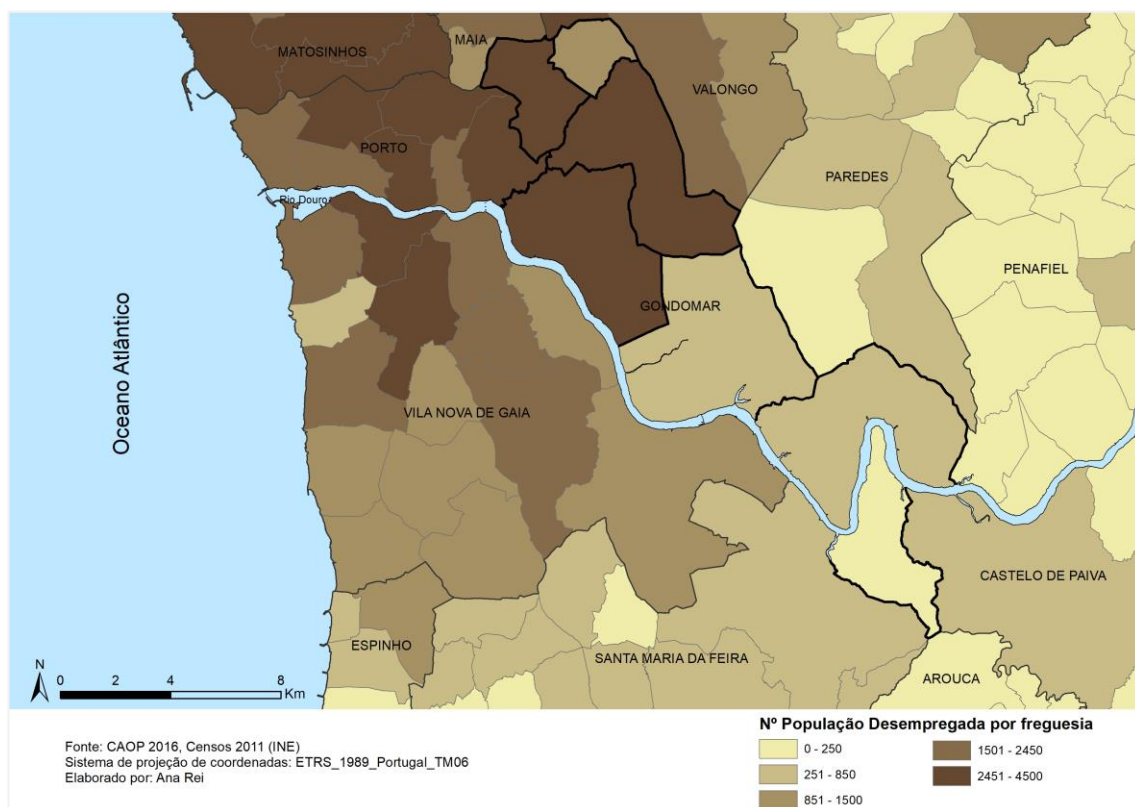 MATOSINHOS
MAIA
VALONGO
PORTO
PAREDES
Rio Douro
PENAFIEL
GONDOMAR
Oceano Atlântico
VILA NOVA DE GAIA
CASTELO DE PAIVA
ESPINHO
SANTA MARIA DA FEIRA
AROUCA
N
0 2 4 8
Km
Fonte: CAOP 2016, Censos 2011 (INE)
Sistema de projeção de coordenadas: ETRS_1989_Portugal_TM06
Elaborado por: Ana Rei
Nº População Desempregada por freguesia
0 - 250
251 - 850
851 - 1500
1501 - 2450
2451 - 4500